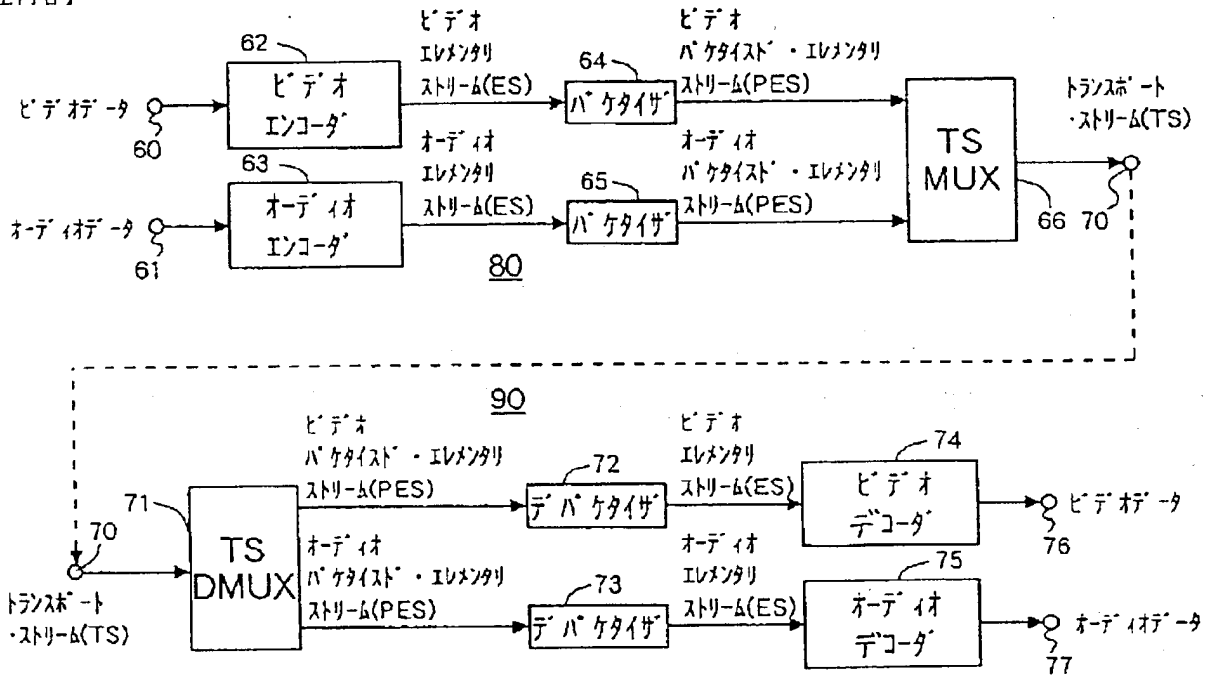 62
ビデオ
エンコーダ
ビデオデータ
60
ビデオ
エレメンタリ
ストリーム(ES)
64
パケタイザ
ビデオ
パケタイズド・エレメンタリ
ストリーム(PES)
63
オーディオ
エンコーダ
オーディオデータ
61
オーディオ
エレメンタリ
ストリーム(ES)
65
パケタイザ
オーディオ
パケタイズド・エレメンタリ
ストリーム(PES)
TS
MUX
66
70
トランスポート
・ストリーム(TS)
80
90
70
トランスポート
・ストリーム(TS)
71
TS
DMUX
ビデオ
パケタイズド・エレメンタリ
ストリーム(PES)
72
デパケタイザ
ビデオ
エレメンタリ
ストリーム(ES)
74
ビデオ
デコーダ
ビデオデータ
76
オーディオ
パケタイズド・エレメンタリ
ストリーム(PES)
73
デパケタイザ
オーディオ
エレメンタリ
ストリーム(ES)
75
オーディオ
デコーダ
オーディオデータ
77